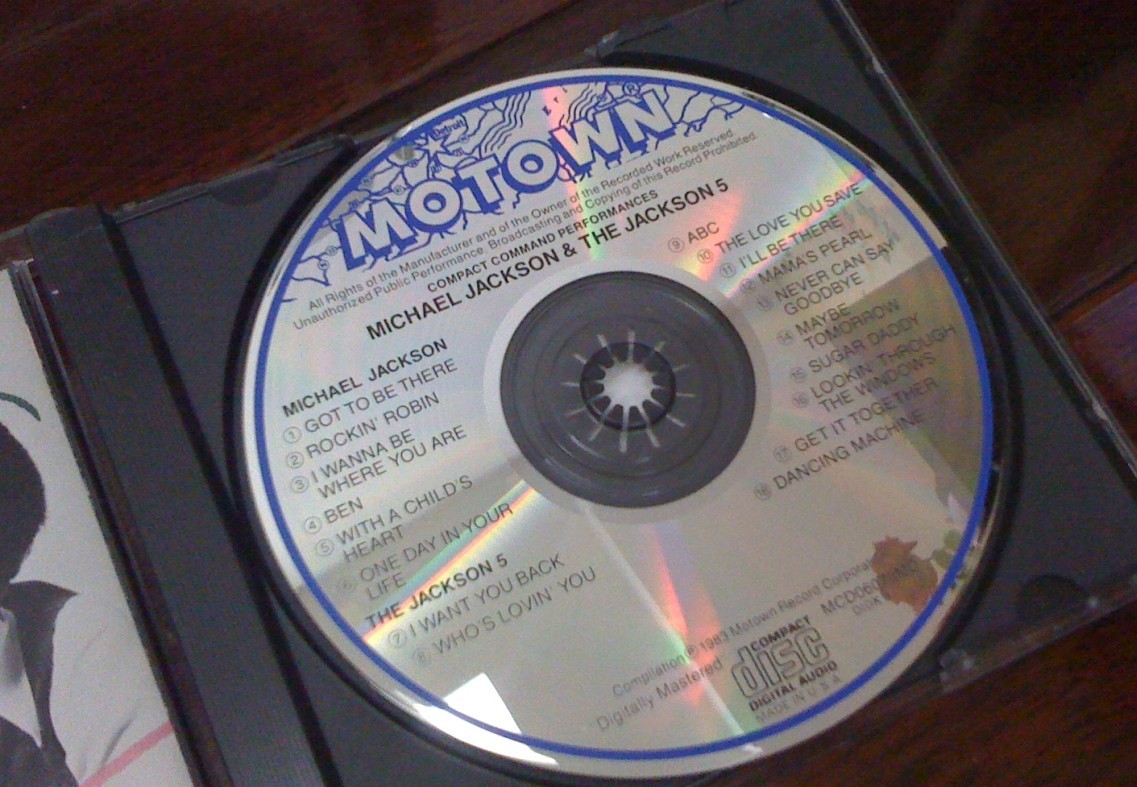 Detroit
MOTOWN®
All Rights of the Manufacturer and of the Owner of the Recorded Work Reserved.
Unauthorized Public Performance, Broadcasting and Copying of this Record Prohibited.
COMPACT COMMAND PERFORMANCES
MICHAEL JACKSON & THE JACKSON 5
MICHAEL JACKSON
① GOT TO BE THERE
② ROCKIN' ROBIN
③ I WANNA BE
WHERE YOU ARE
④ BEN
⑤ WITH A CHILD'S
HEART
⑥ ONE DAY IN YOUR
LIFE
THE JACKSON 5
⑦ I WANT YOU BACK
⑧ WHO'S LOVIN' YOU
⑨ ABC
⑩ THE LOVE YOU SAVE
⑪ I'LL BE THERE
⑫ MAMA'S PEARL
⑬ NEVER CAN SAY
GOODBYE
⑭ MAYBE
TOMORROW
⑮ SUGAR DADDY
⑯ LOOKIN' THROUGH
THE WINDOWS
⑰ GET IT TOGETHER
⑱ DANCING MACHINE
Compilation ℗ 1983 Motown Record Corporation
Digitally Mastered
COMPACT
disc
DIGITAL AUDIO
MADE IN U.S.A.